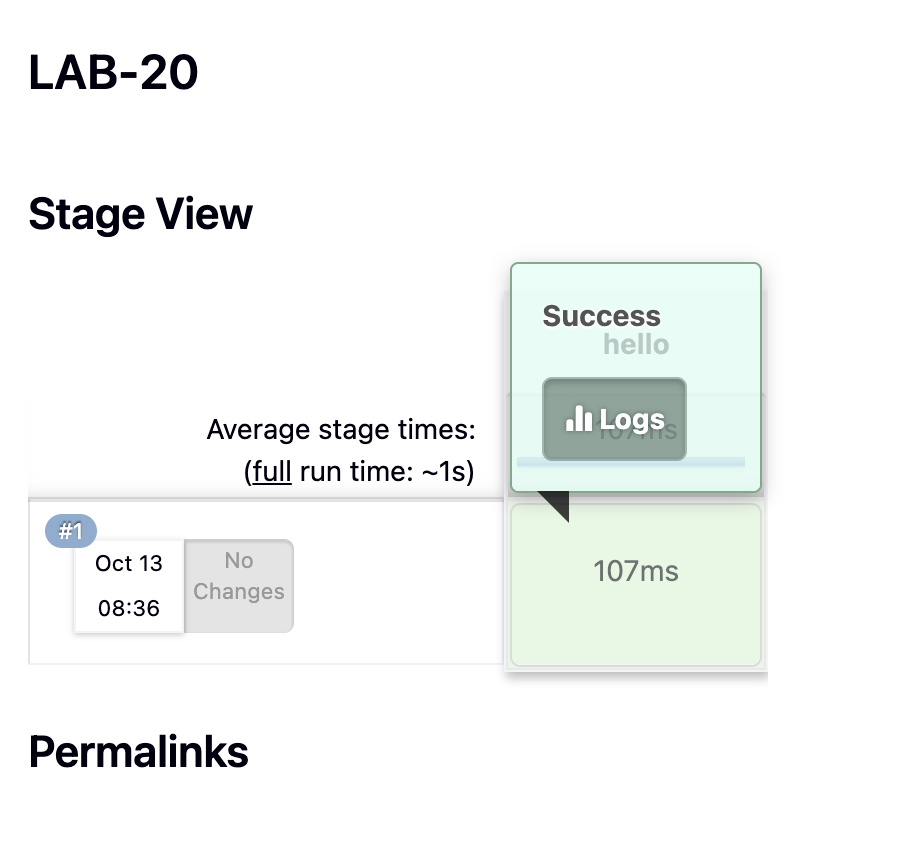 LAB-20
Stage View
Success
hello
Logs
107ms
Average stage times:
(full run time: ~1s)
#1
Oct 13
08:36
No
Changes
107ms
Permalinks